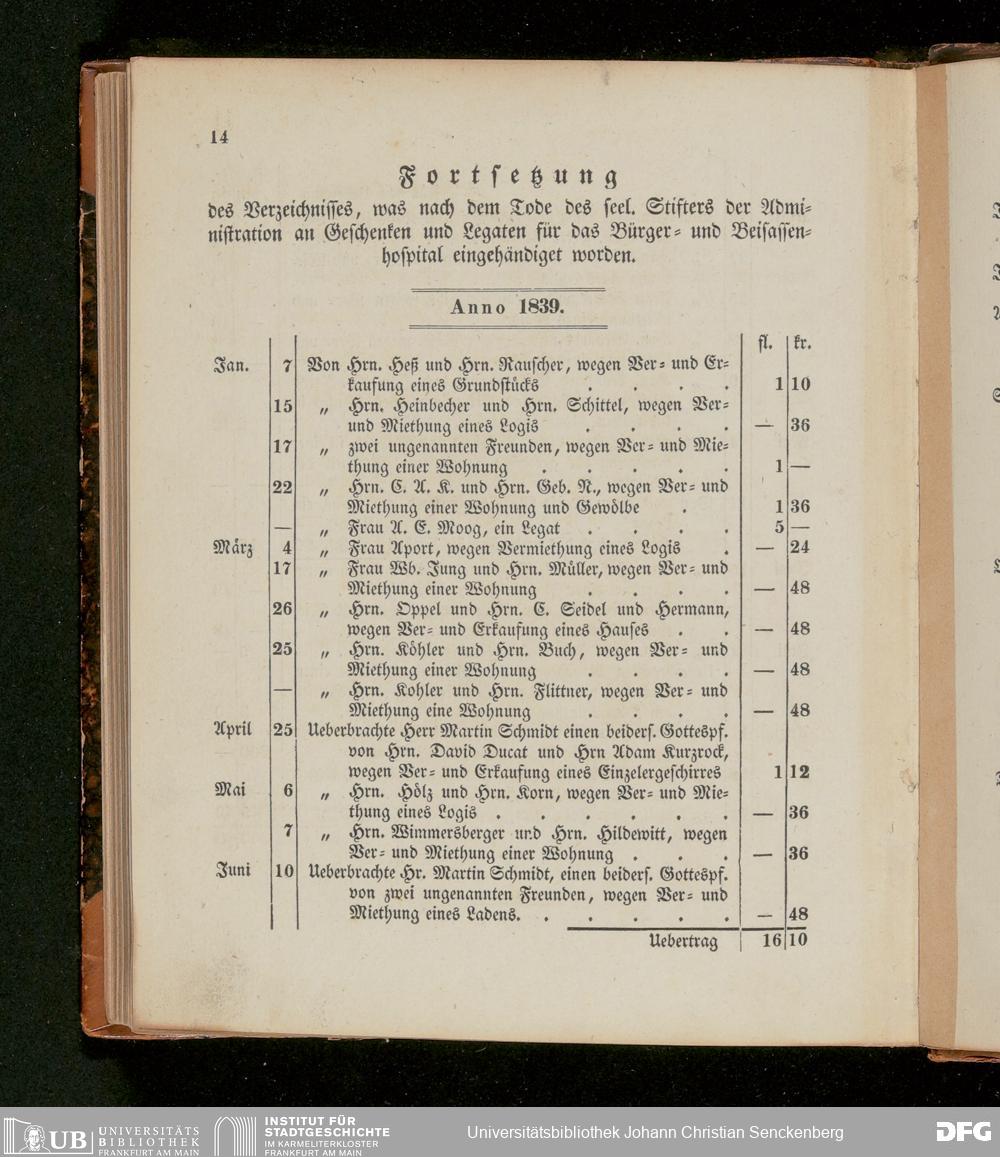 14
Fortsetzung
des Verzeichnisses, was nach dem Tode des seel. Stifters der Admi-
nistration an Geschenken und Legaten für das Bürger- und Beisassen-
hospital eingehändiget worden.
Anno 1839.
fl. kr.
Jan. 7 Von Hrn. Heß und Hrn. Rauscher, wegen Ver- und Er-
kaufung eines Grundstücks . . . . 1 10
15 „ Hrn. Heinbecher und Hrn. Schittel, wegen Ver-
und Miethung eines Logis . . . . — 36
17 „ zwei ungenannten Freunden, wegen Ver- und Mie-
thung einer Wohnung . . . . . 1 —
22 „ Hrn. C. A. K. und Hrn. Geb. N., wegen Ver- und
Miethung einer Wohnung und Gewölbe . 1 36
— „ Frau A. E. Moog, ein Legat . . . . 5 —
März 4 „ Frau Aport, wegen Vermiethung eines Logis . — 24
17 „ Frau Wb. Jung und Hrn. Müller, wegen Ver- und
Miethung einer Wohnung . . . . — 48
26 „ Hrn. Oppel und Hrn. C. Seidel und Hermann,
wegen Ver- und Erkaufung eines Hauses . . — 48
25 „ Hrn. Köhler und Hrn. Buch, wegen Ver- und
Miethung einer Wohnung . . . . — 48
— „ Hrn. Kohler und Hrn. Flittner, wegen Ver- und
Miethung eine Wohnung . . . . — 48
April 25 Ueberbrachte Herr Martin Schmidt einen beiders. Gottespf.
von Hrn. David Ducat und Hrn Adam Kurzrock,
wegen Ver- und Erkaufung eines Einzelergeschirres 1 12
Mai 6 „ Hrn. Hölz und Hrn. Korn, wegen Ver- und Mie-
thung eines Logis . . . . . . — 36
7 „ Hrn. Wimmersberger und Hrn. Hildewitt, wegen
Ver- und Miethung einer Wohnung . . . — 36
Juni 10 Ueberbrachte Hr. Martin Schmidt, einen beiders. Gottespf.
von zwei ungenannten Freunden, wegen Ver- und
Miethung eines Ladens. . . . . . — 48
Uebertrag 16 10
UB UNIVERSITÄTS
BIBLIOTHEK
FRANKFURT AM MAIN
INSTITUT FÜR
STADTGESCHICHTE
IM KARMELITERKLOSTER
FRANKFURT AM MAIN
Universitätsbibliothek Johann Christian Senckenberg
DFG